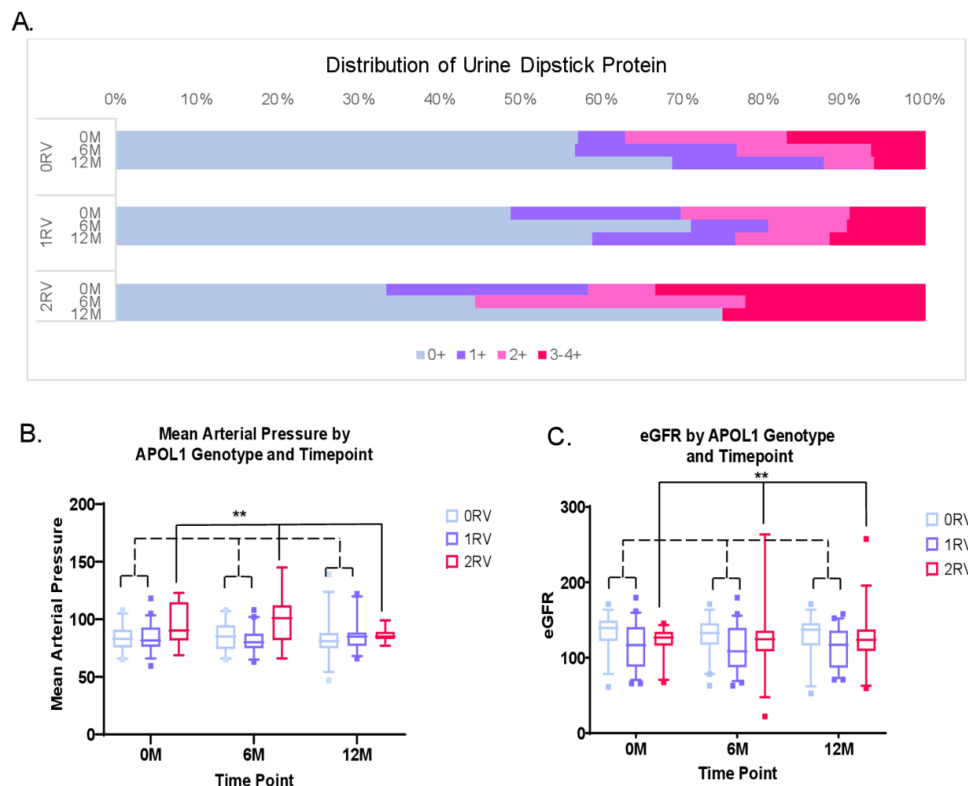 A.
Distribution of Urine Dipstick Protein
0% 10% 20% 30% 40% 50% 60% 70% 80% 90% 100%
0RV
0M
6M
12M
1RV
0M
6M
12M
2RV
0M
6M
12M
0+ 1+ 2+ 3-4+
B.
Mean Arterial Pressure by
APOL1 Genotype and Timepoint
Mean Arterial Pressure
200
150
100
50
0
**
0RV
1RV
2RV
0M 6M 12M
Time Point
C.
eGFR by APOL1 Genotype
and Timepoint
eGFR
300
200
100
0
**
0RV
1RV
2RV
0M 6M 12M
Time Point